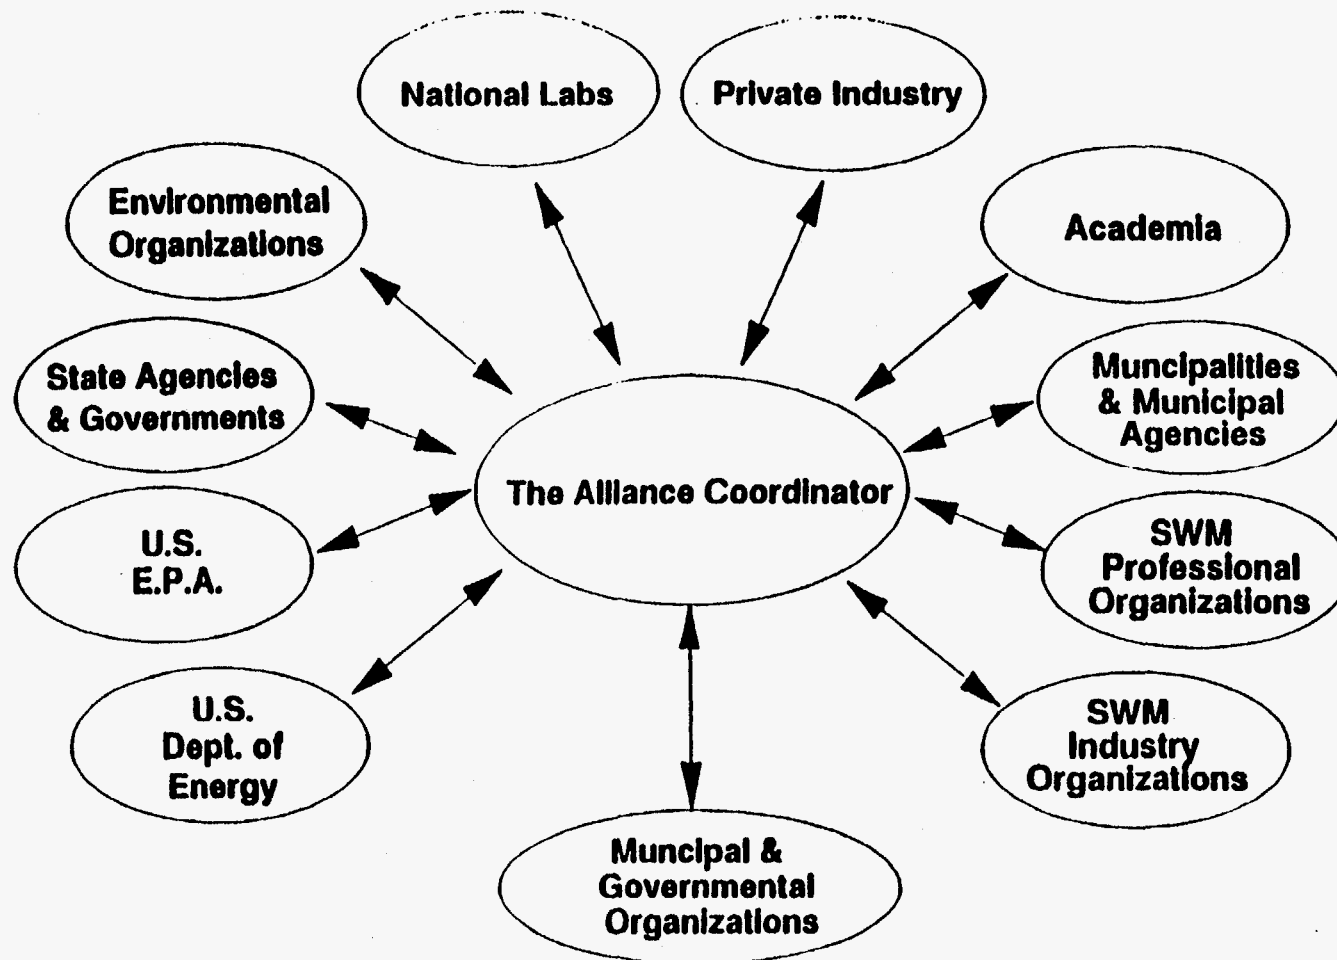 National Labs
Private Industry
Environmental
Organizations
Academia
State Agencies
& Governments
Muncipalities
& Municipal
Agencies
The Alliance Coordinator
U.S.
E.P.A.
SWM
Professional
Organizations
U.S.
Dept. of
Energy
SWM
Industry
Organizations
Muncipal &
Governmental
Organizations